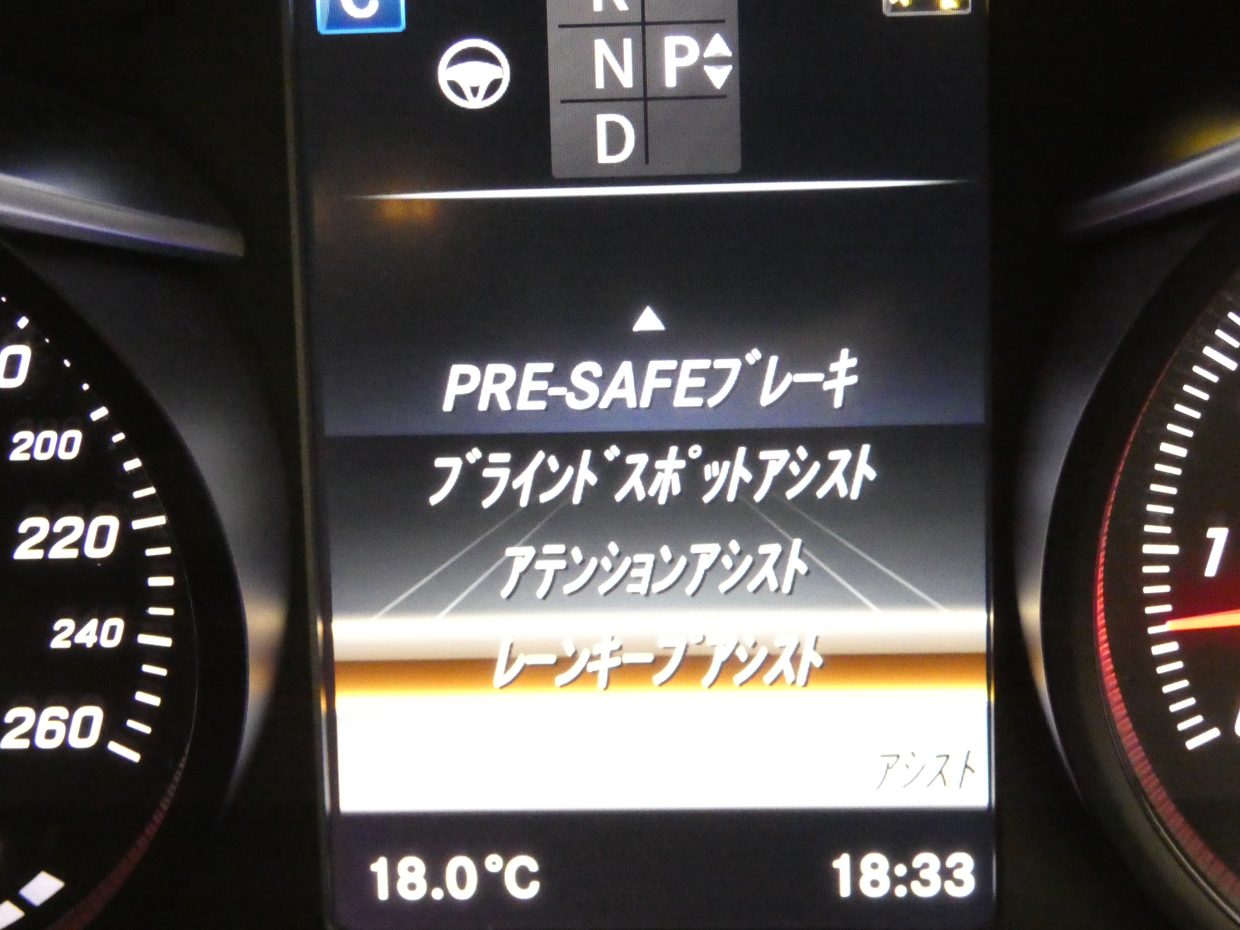 C
R
N P
D
PRE-SAFEブレーキ
ブラインドスポットアシスト
アテンションアシスト
レーンキープアシスト
アシスト
18.0°C
18:33
0
200
220
240
260
1